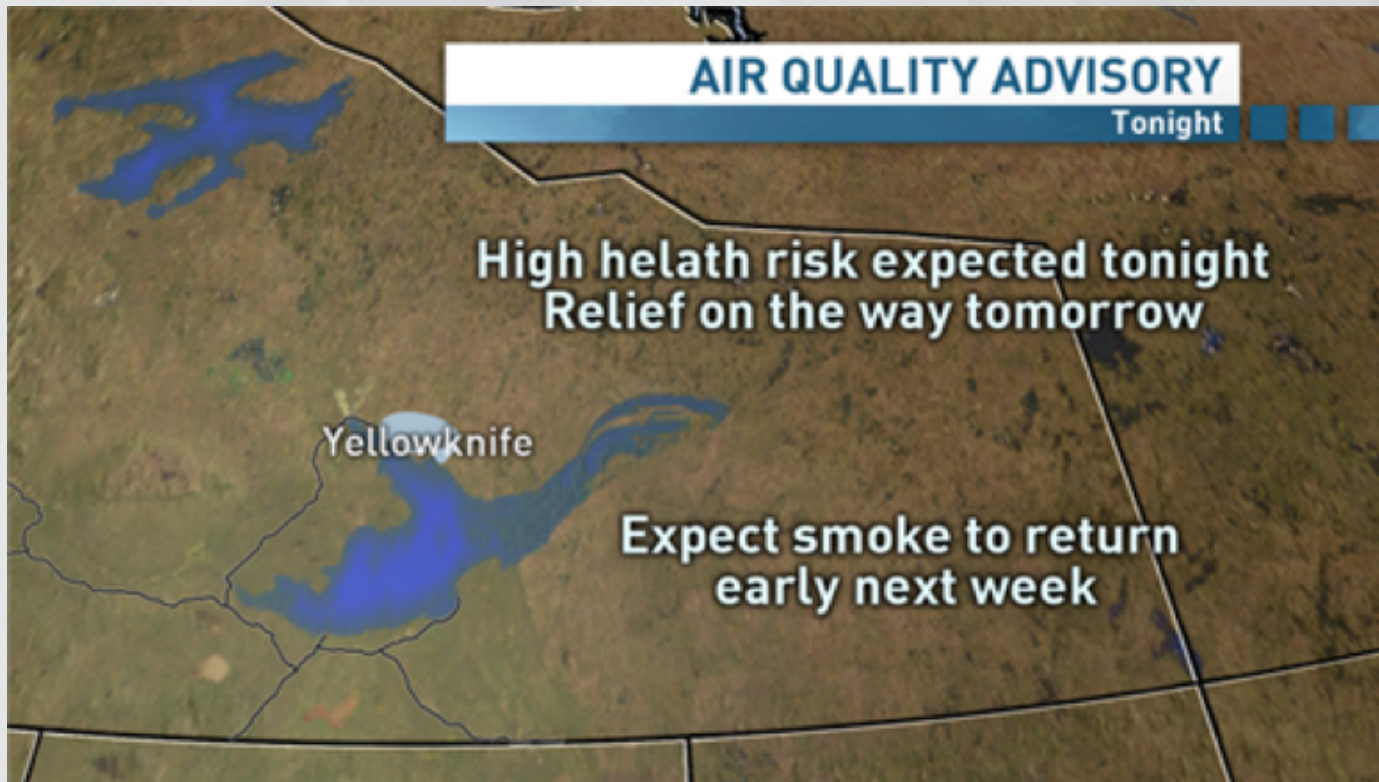 AIR QUALITY ADVISORY
Tonight
High helath risk expected tonight
Relief on the way tomorrow
Yellowknife
Expect smoke to return
early next week